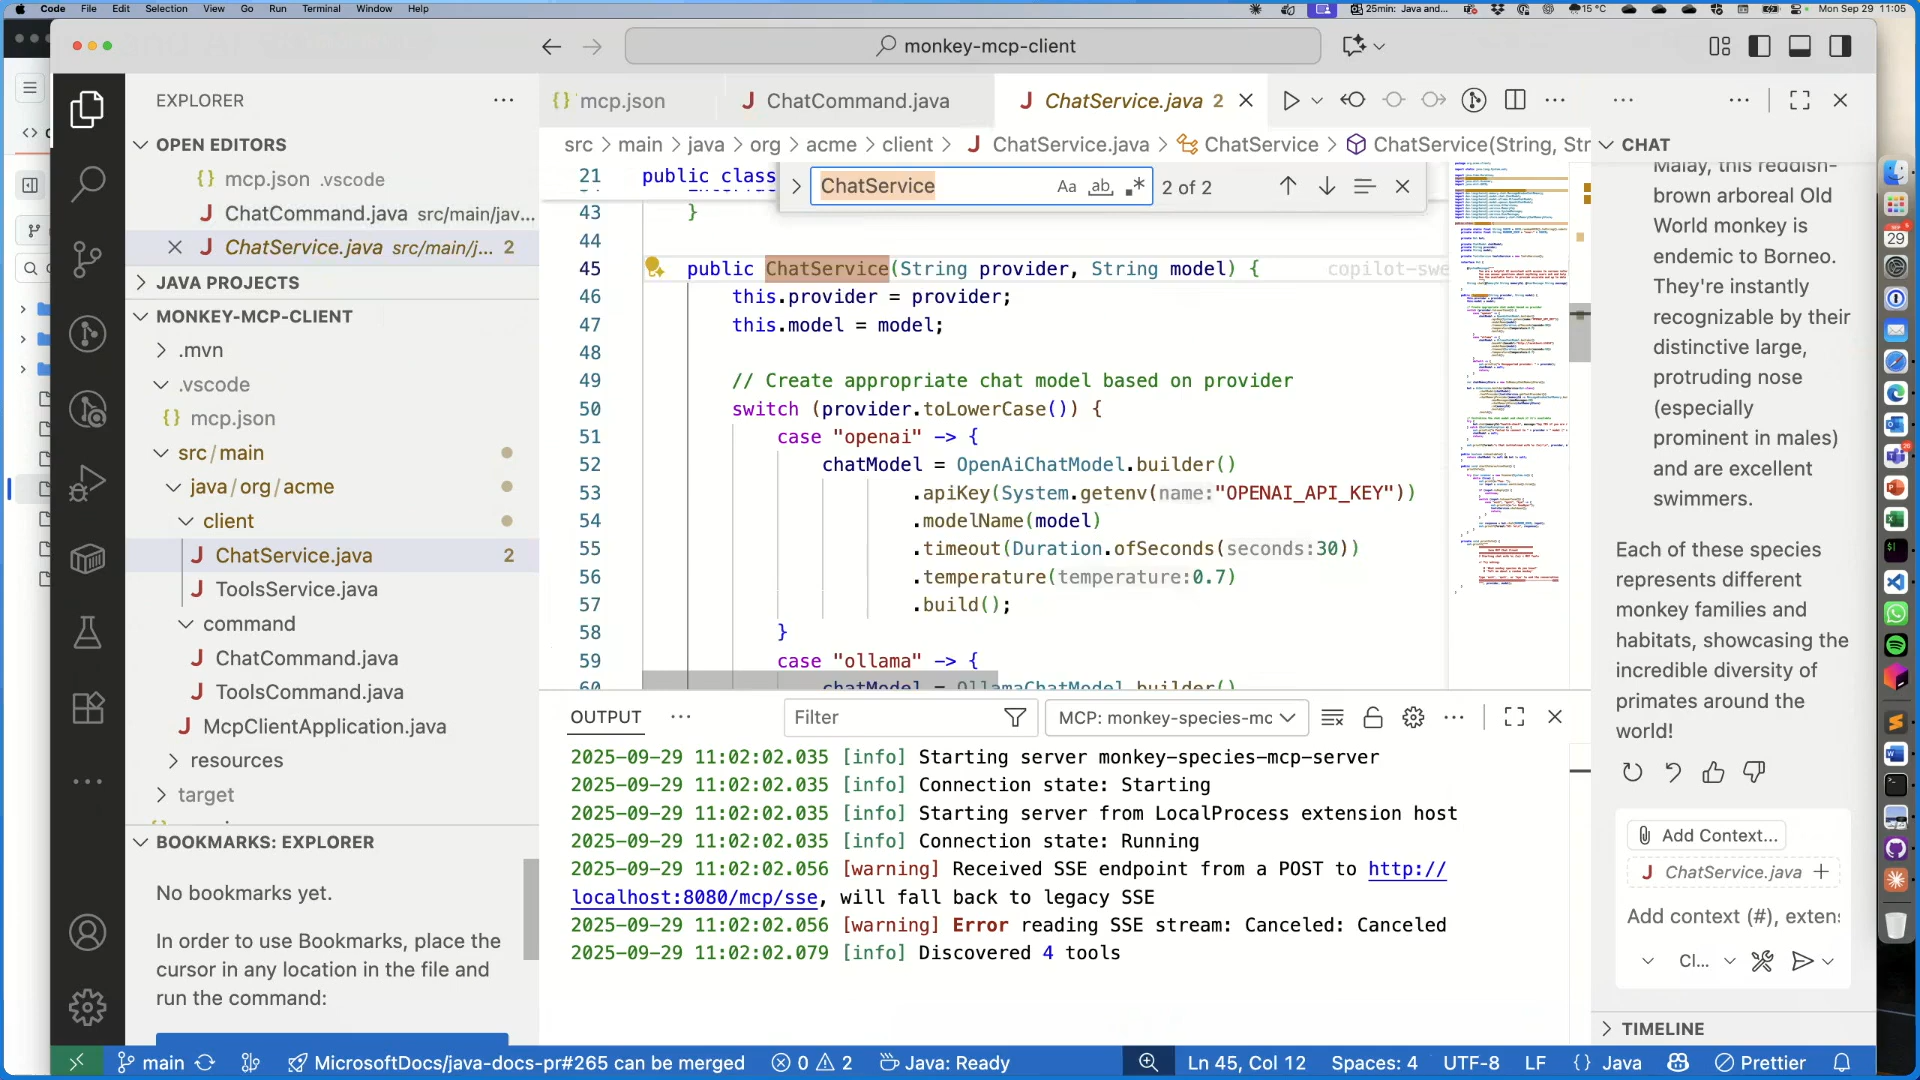 Code File Edit Selection View Go Run Terminal Window Help
25min: Java and... 15°C Mon Sep 29 11:05
monkey-mcp-client
EXPLORER
OPEN EDITORS
{} mcp.json .vscode
J ChatCommand.java src/main/jav...
J ChatService.java src/main/j... 2
JAVA PROJECTS
MONKEY-MCP-CLIENT
.mvn
.vscode
{} mcp.json
src/main
java/org/acme
client
J ChatService.java 2
J ToolsService.java
command
J ChatCommand.java
J ToolsCommand.java
J McpClientApplication.java
resources
target
BOOKMARKS: EXPLORER
No bookmarks yet.
In order to use Bookmarks, place the
cursor in any location in the file and
run the command:
{} mcp.json
J ChatCommand.java
J ChatService.java 2
src > main > java > org > acme > client > J ChatService.java > ChatService > ChatService(String, Str
ChatService Aa ab 2 of 2
21 public class
43 }
44
45 public ChatService(String provider, String model) { copilot-swe
46 this.provider = provider;
47 this.model = model;
48
49 // Create appropriate chat model based on provider
50 switch (provider.toLowerCase()) {
51 case "openai" -> {
52 chatModel = OpenAiChatModel.builder()
53 .apiKey(System.getenv(name:"OPENAI_API_KEY"))
54 .modelName(model)
55 .timeout(Duration.ofSeconds(seconds:30))
56 .temperature(temperature:0.7)
57 .build();
58 }
59 case "ollama" -> {
60 chatModel = OllamaChatModel.builder()
OUTPUT
Filter
MCP: monkey-species-mc
2025-09-29 11:02:02.035 [info] Starting server monkey-species-mcp-server
2025-09-29 11:02:02.035 [info] Connection state: Starting
2025-09-29 11:02:02.035 [info] Starting server from LocalProcess extension host
2025-09-29 11:02:02.035 [info] Connection state: Running
2025-09-29 11:02:02.056 [warning] Received SSE endpoint from a POST to http://
localhost:8080/mcp/sse, will fall back to legacy SSE
2025-09-29 11:02:02.056 [warning] Error reading SSE stream: Canceled: Canceled
2025-09-29 11:02:02.079 [info] Discovered 4 tools
CHAT
Malay, this reddish-
brown arboreal Old
World monkey is
endemic to Borneo.
They're instantly
recognizable by their
distinctive large,
protruding nose
(especially
prominent in males)
and are excellent
swimmers.
Each of these species
represents different
monkey families and
habitats, showcasing the
incredible diversity of
primates around the
world!
Add Context...
J ChatService.java +
Add context (#), exten
Cl...
TIMELINE
main
MicrosoftDocs/java-docs-pr#265 can be merged
0 2
Java: Ready
Ln 45, Col 12
Spaces: 4
UTF-8
LF
{} Java
Prettier